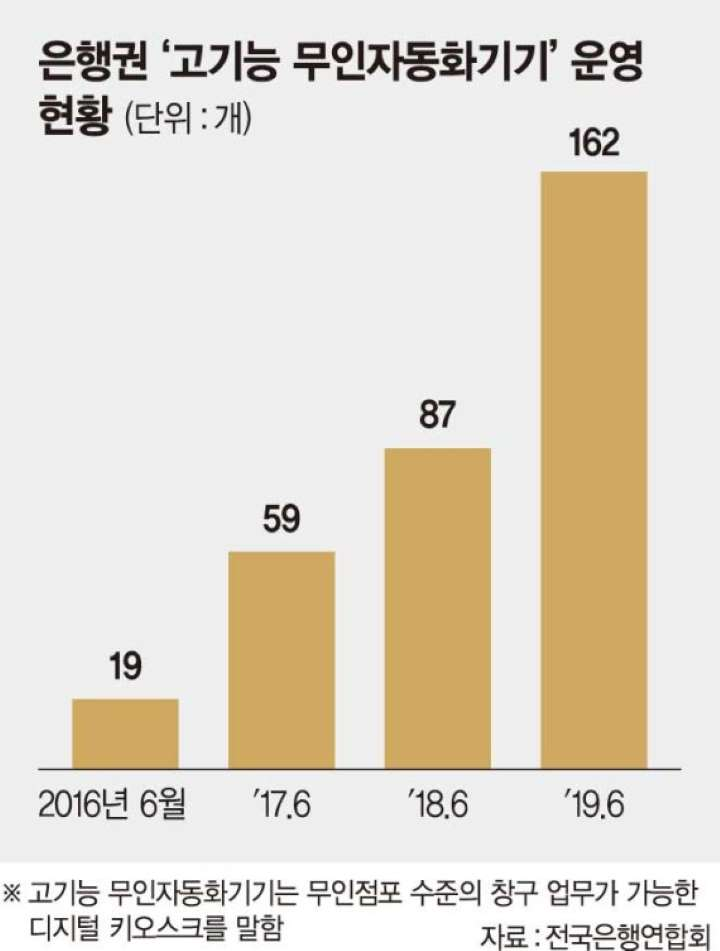 은행권 ‘고기능 무인자동화기기’ 운영
현황 (단위 : 개)
162
87
59
19
2016년 6월 ’17.6 ’18.6 ’19.6
※ 고기능 무인자동화기기는 무인점포 수준의 창구 업무가 가능한
디지털 키오스크를 말함
자료 : 전국은행연합회